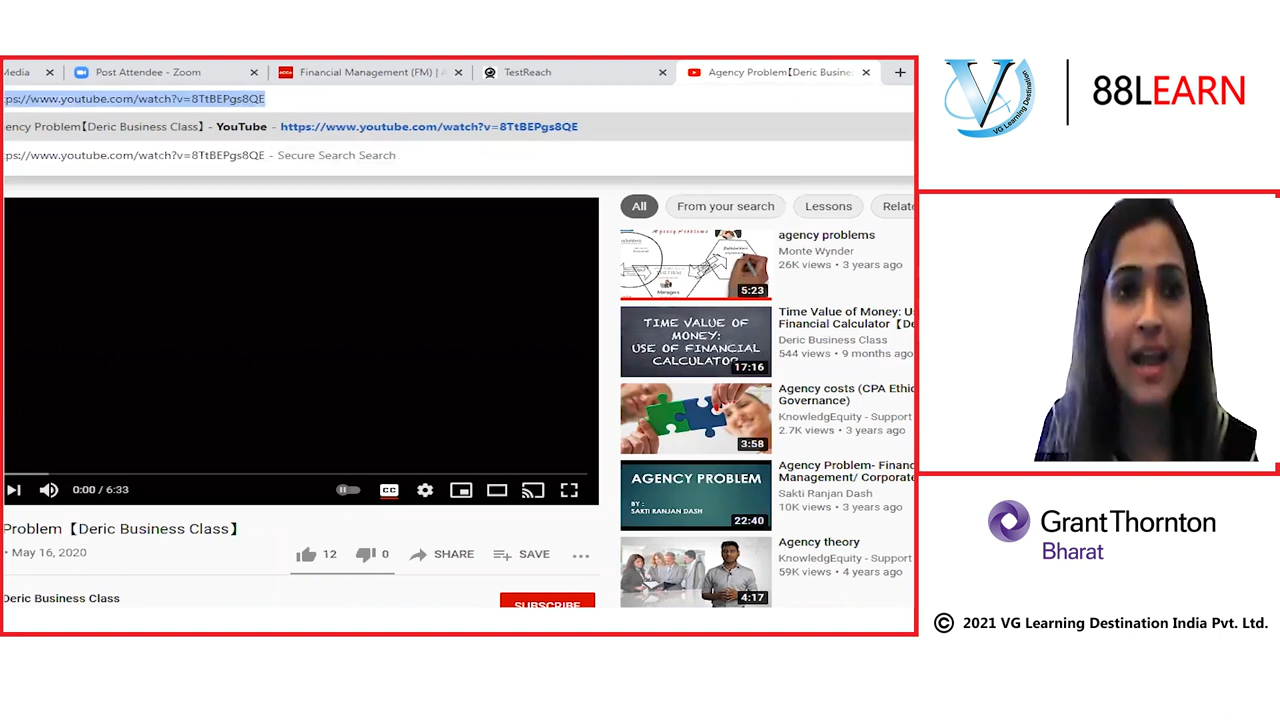 Media
Post Attendee - Zoom
Financial Management (FM) |
TestReach
Agency Problem【Deric Busine
ps://www.youtube.com/watch?v=8TtBEPgs8QE
ency Problem【Deric Business Class】 - YouTube - https://www.youtube.com/watch?v=8TtBEPgs8QE
ps://www.youtube.com/watch?v=8TtBEPgs8QE - Secure Search Search
All
From your search
Lessons
Relate
agency problems
Monte Wynder
26K views • 3 years ago
Agency Problems
Managers
5:23
Time Value of Money: U
Financial Calculator【De
Deric Business Class
544 views • 9 months ago
TIME VALUE OF
MONEY:
USE OF FINANCIAL
CALCULATOR
17:16
Agency costs (CPA Ethic
Governance)
KnowledgEquity - Support
2.7K views • 3 years ago
3:58
Agency Problem- Financ
Management/ Corporate
Sakti Ranjan Dash
10K views • 3 years ago
AGENCY PROBLEM
BY :
SAKTI RANJAN DASH
22:40
Agency theory
KnowledgEquity - Support
59K views • 4 years ago
4:17
0:00 / 6:33
CC
Problem【Deric Business Class】
• May 16, 2020
12
0
SHARE
SAVE
Deric Business Class
SUBSCRIBE
V
VG Learning Destination
88LEARN
Grant Thornton
Bharat
© 2021 VG Learning Destination India Pvt. Ltd.